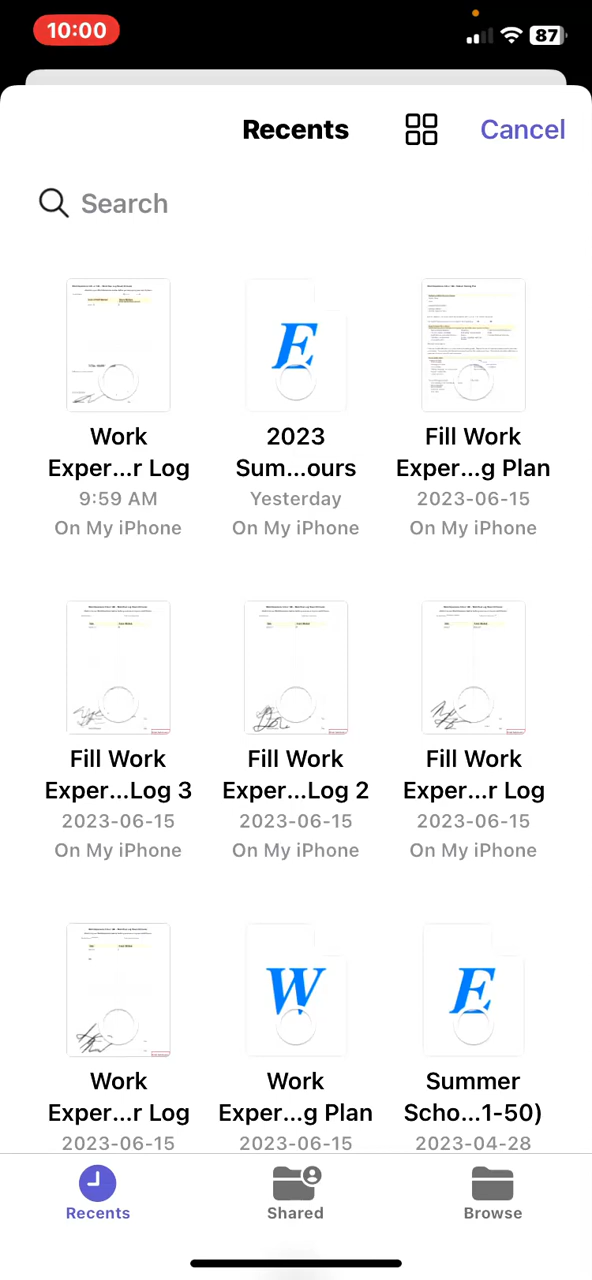 10:00
87
Recents
Cancel
Search
E
Work
Exper...r Log
9:59 AM
On My iPhone
2023
Sum...ours
Yesterday
On My iPhone
Fill Work
Exper...g Plan
2023-06-15
On My iPhone
Fill Work
Exper...Log 3
2023-06-15
On My iPhone
Fill Work
Exper...Log 2
2023-06-15
On My iPhone
Fill Work
Exper...r Log
2023-06-15
On My iPhone
W
E
Work
Exper...r Log
2023-06-15
Work
Exper...g Plan
2023-06-15
Summer
Scho...1-50)
2023-04-28
Recents
Shared
Browse